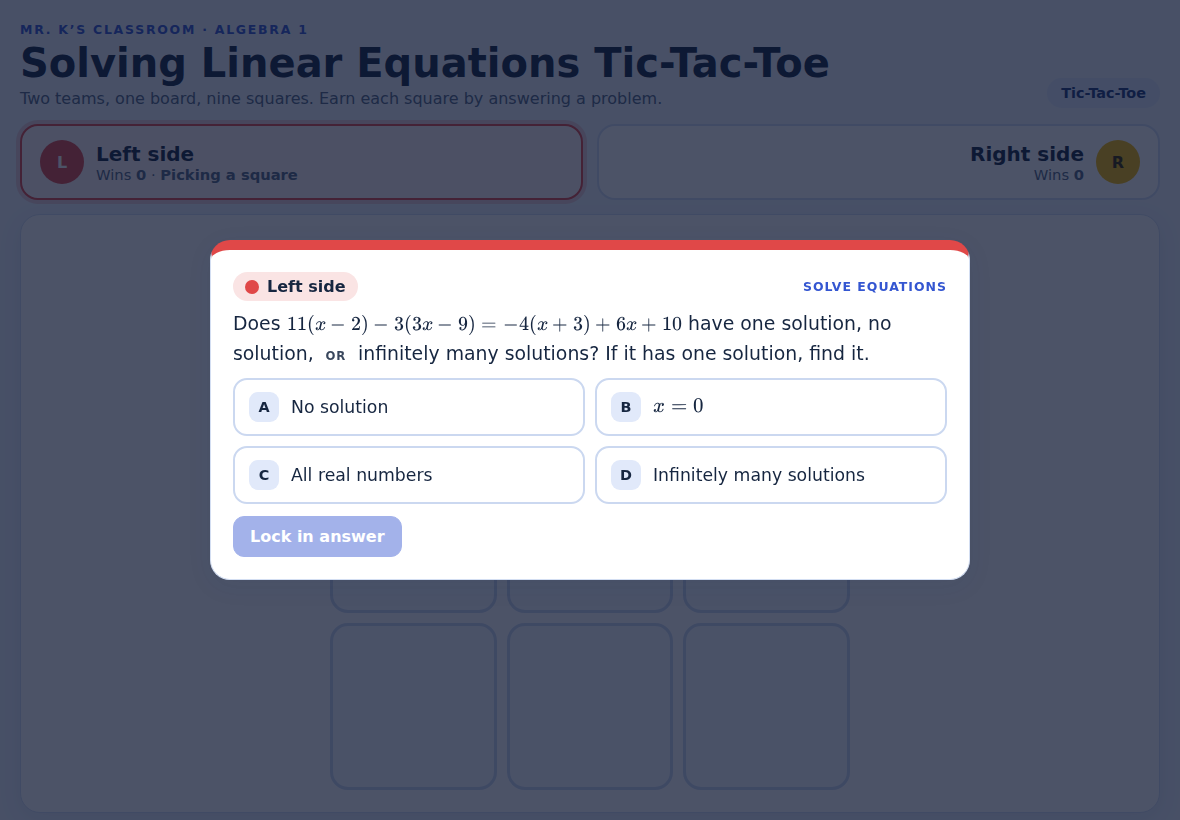 MR. K'S CLASSROOM · ALGEBRA 1
Solving Linear Equations Tic-Tac-Toe
Two teams, one board, nine squares. Earn each square by answering a problem.
Tic-Tac-Toe
L
Left side
Wins 0 · Picking a square
Right side
Wins 0
R
Left side
SOLVE EQUATIONS
Does 11(x − 2) − 3(3x − 9) = −4(x + 3) + 6x + 10 have one solution, no
solution, OR infinitely many solutions? If it has one solution, find it.
A No solution
B x = 0
C All real numbers
D Infinitely many solutions
Lock in answer